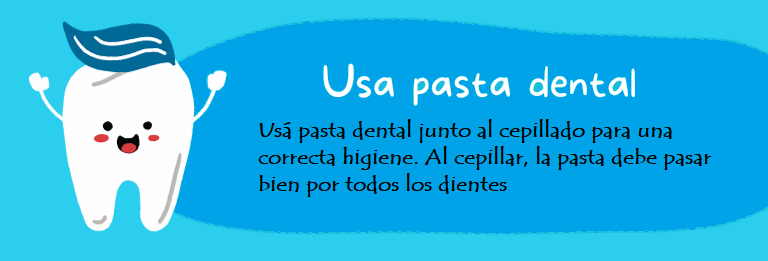 Usa pasta dental
Usá pasta dental junto al cepillado para una
correcta higiene. Al cepillar, la pasta debe pasar
bien por todos los dientes